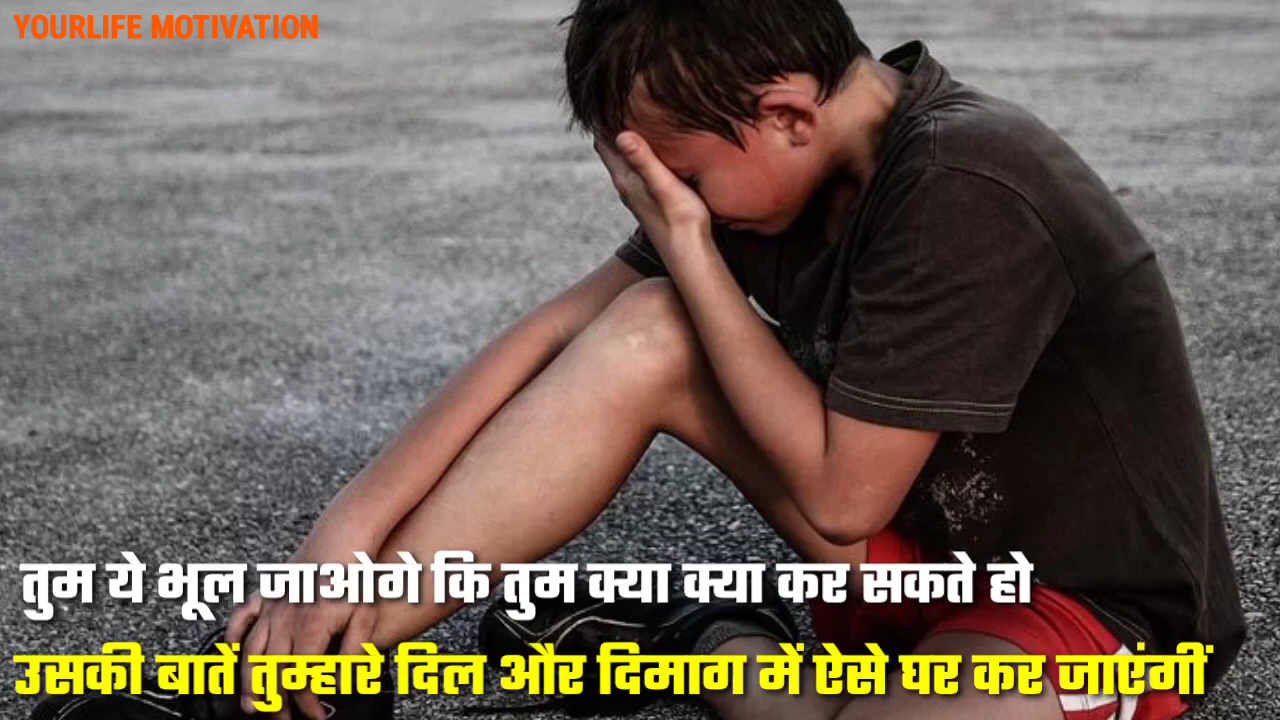 YOURLIFE MOTIVATION
तुम ये भूल जाओगे कि तुम क्या क्या कर सकते हो
उसकी बातें तुम्हारे दिल और दिमाग में ऐसे घर कर जाएंगीं